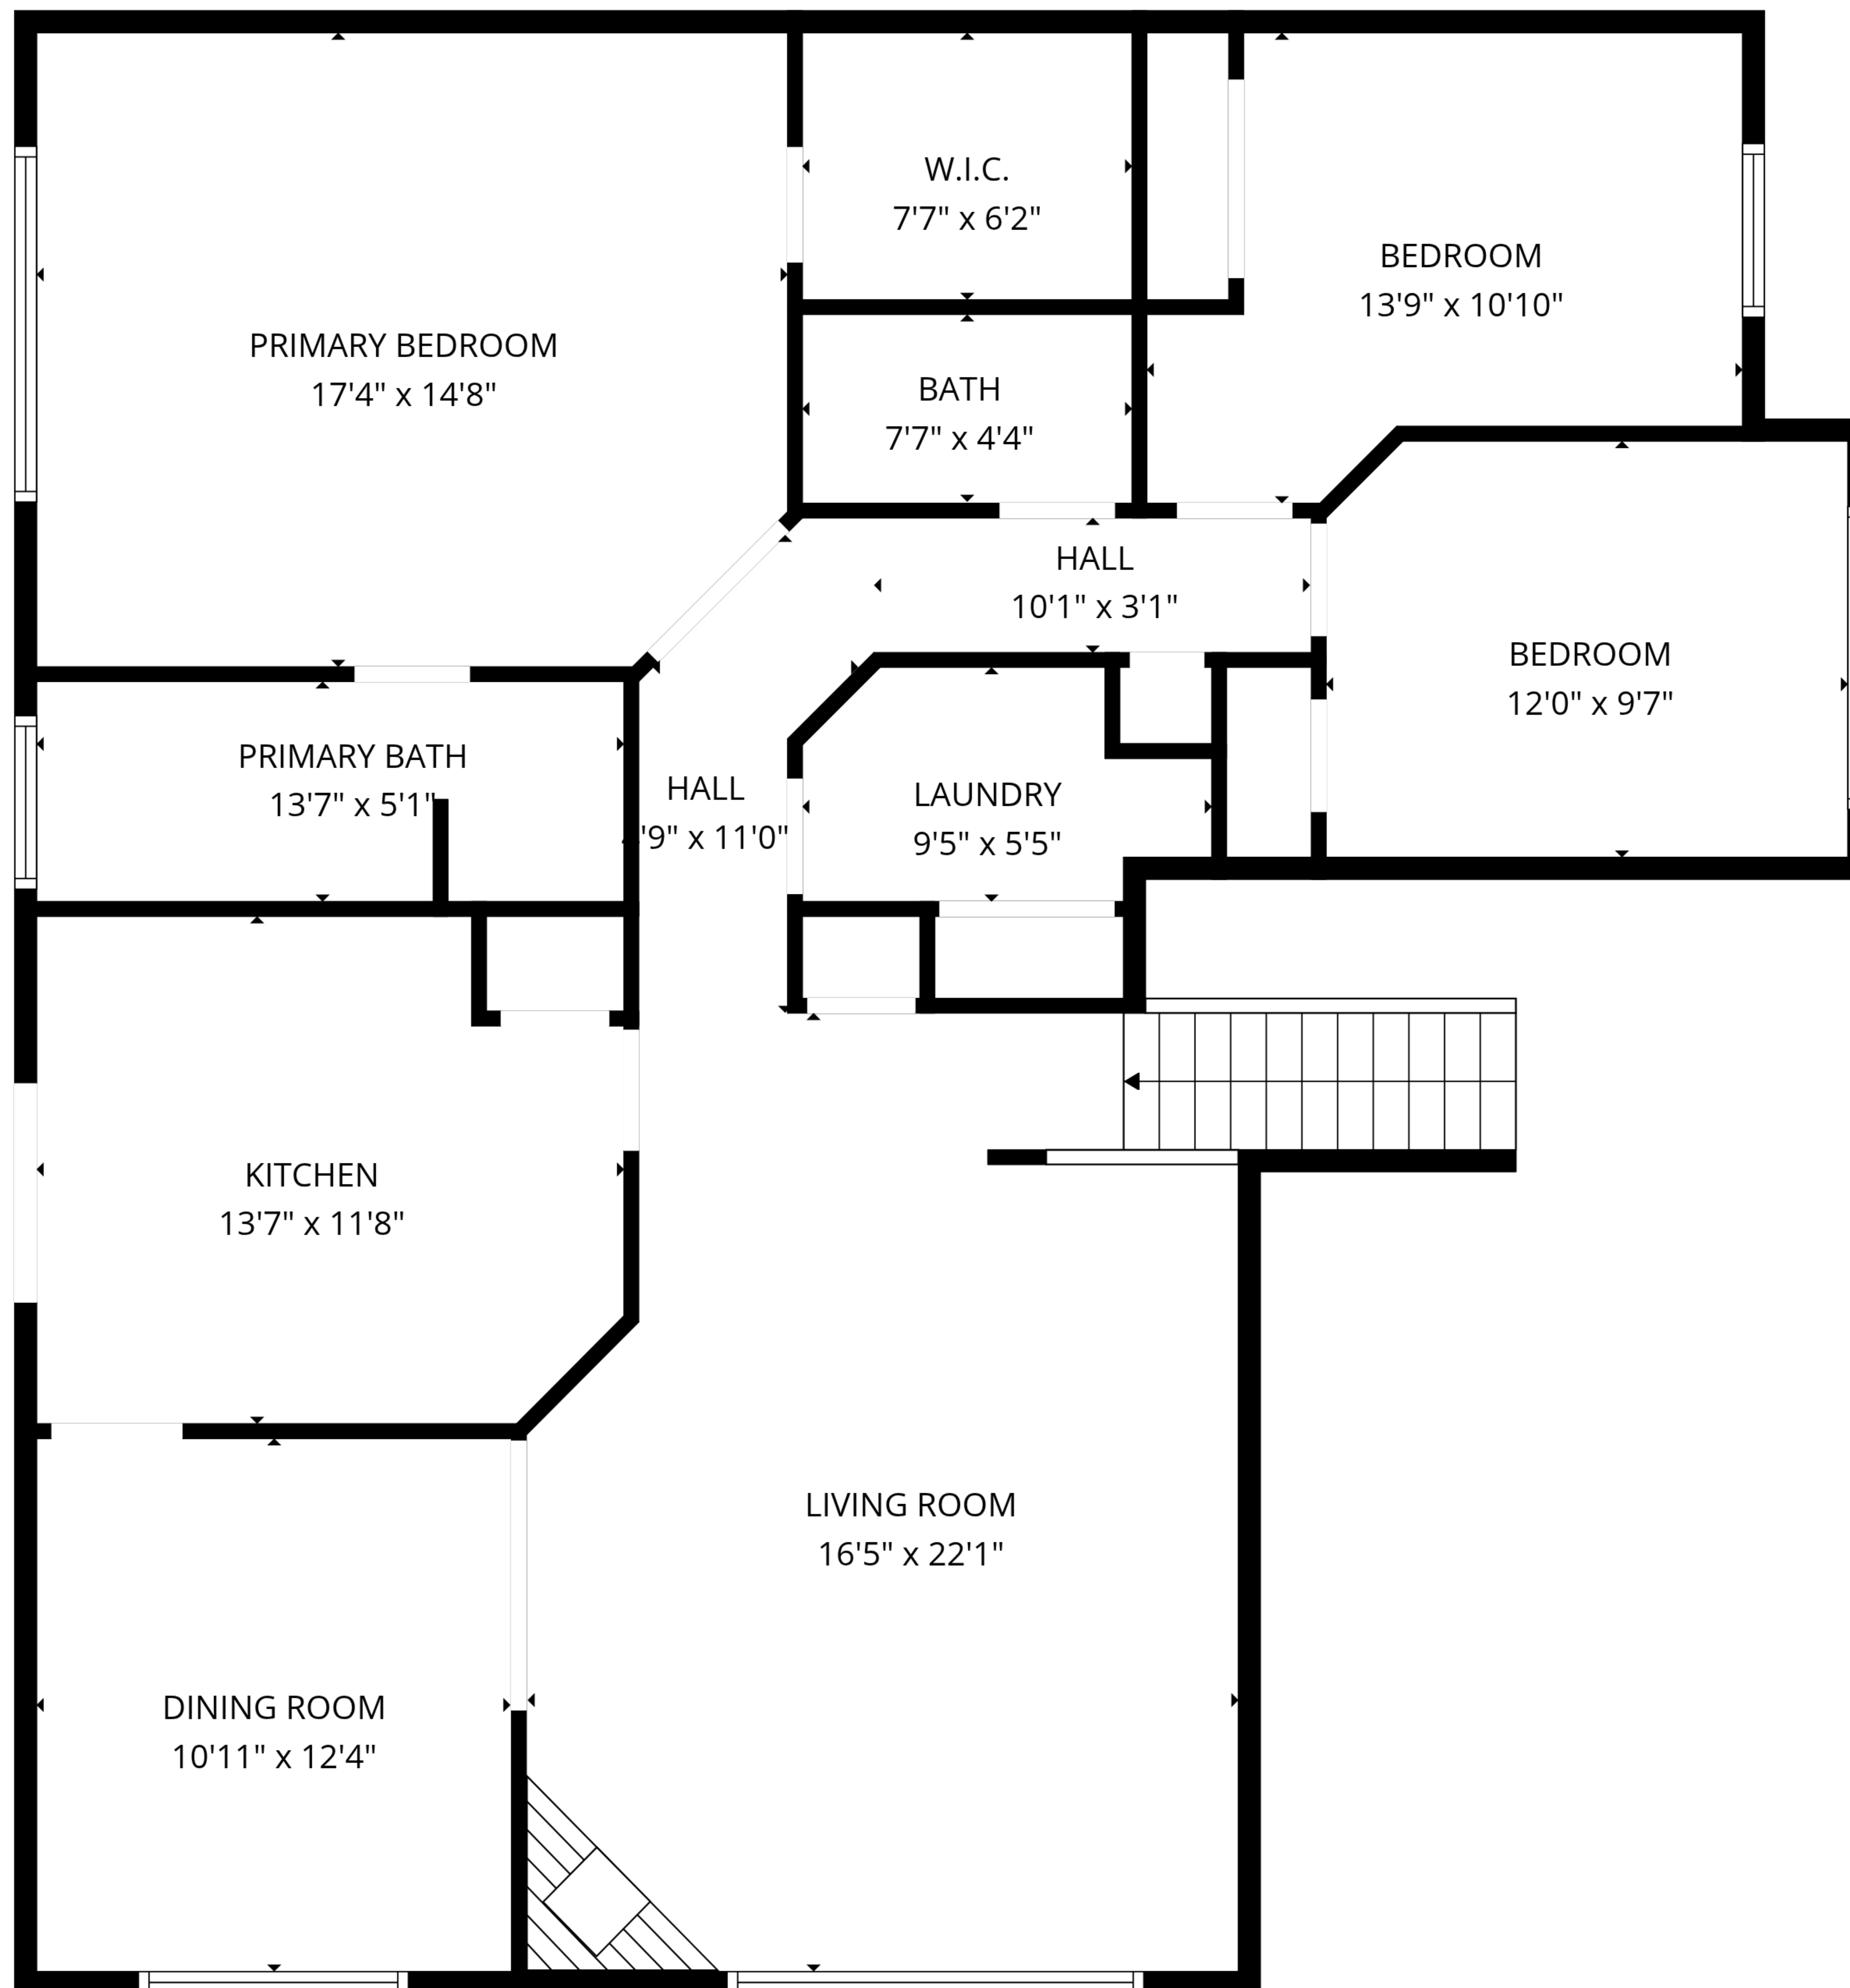 W.I.C.
7'7" x 6'2"
BEDROOM
13'9" x 10'10"
PRIMARY BEDROOM
17'4" x 14'8"
BATH
7'7" x 4'4"
HALL
10'1" x 3'1"
BEDROOM
12'0" x 9'7"
PRIMARY BATH
13'7" x 5'1"
HALL
'9" x 11'0"
LAUNDRY
9'5" x 5'5"
KITCHEN
13'7" x 11'8"
LIVING ROOM
16'5" x 22'1"
DINING ROOM
10'11" x 12'4"